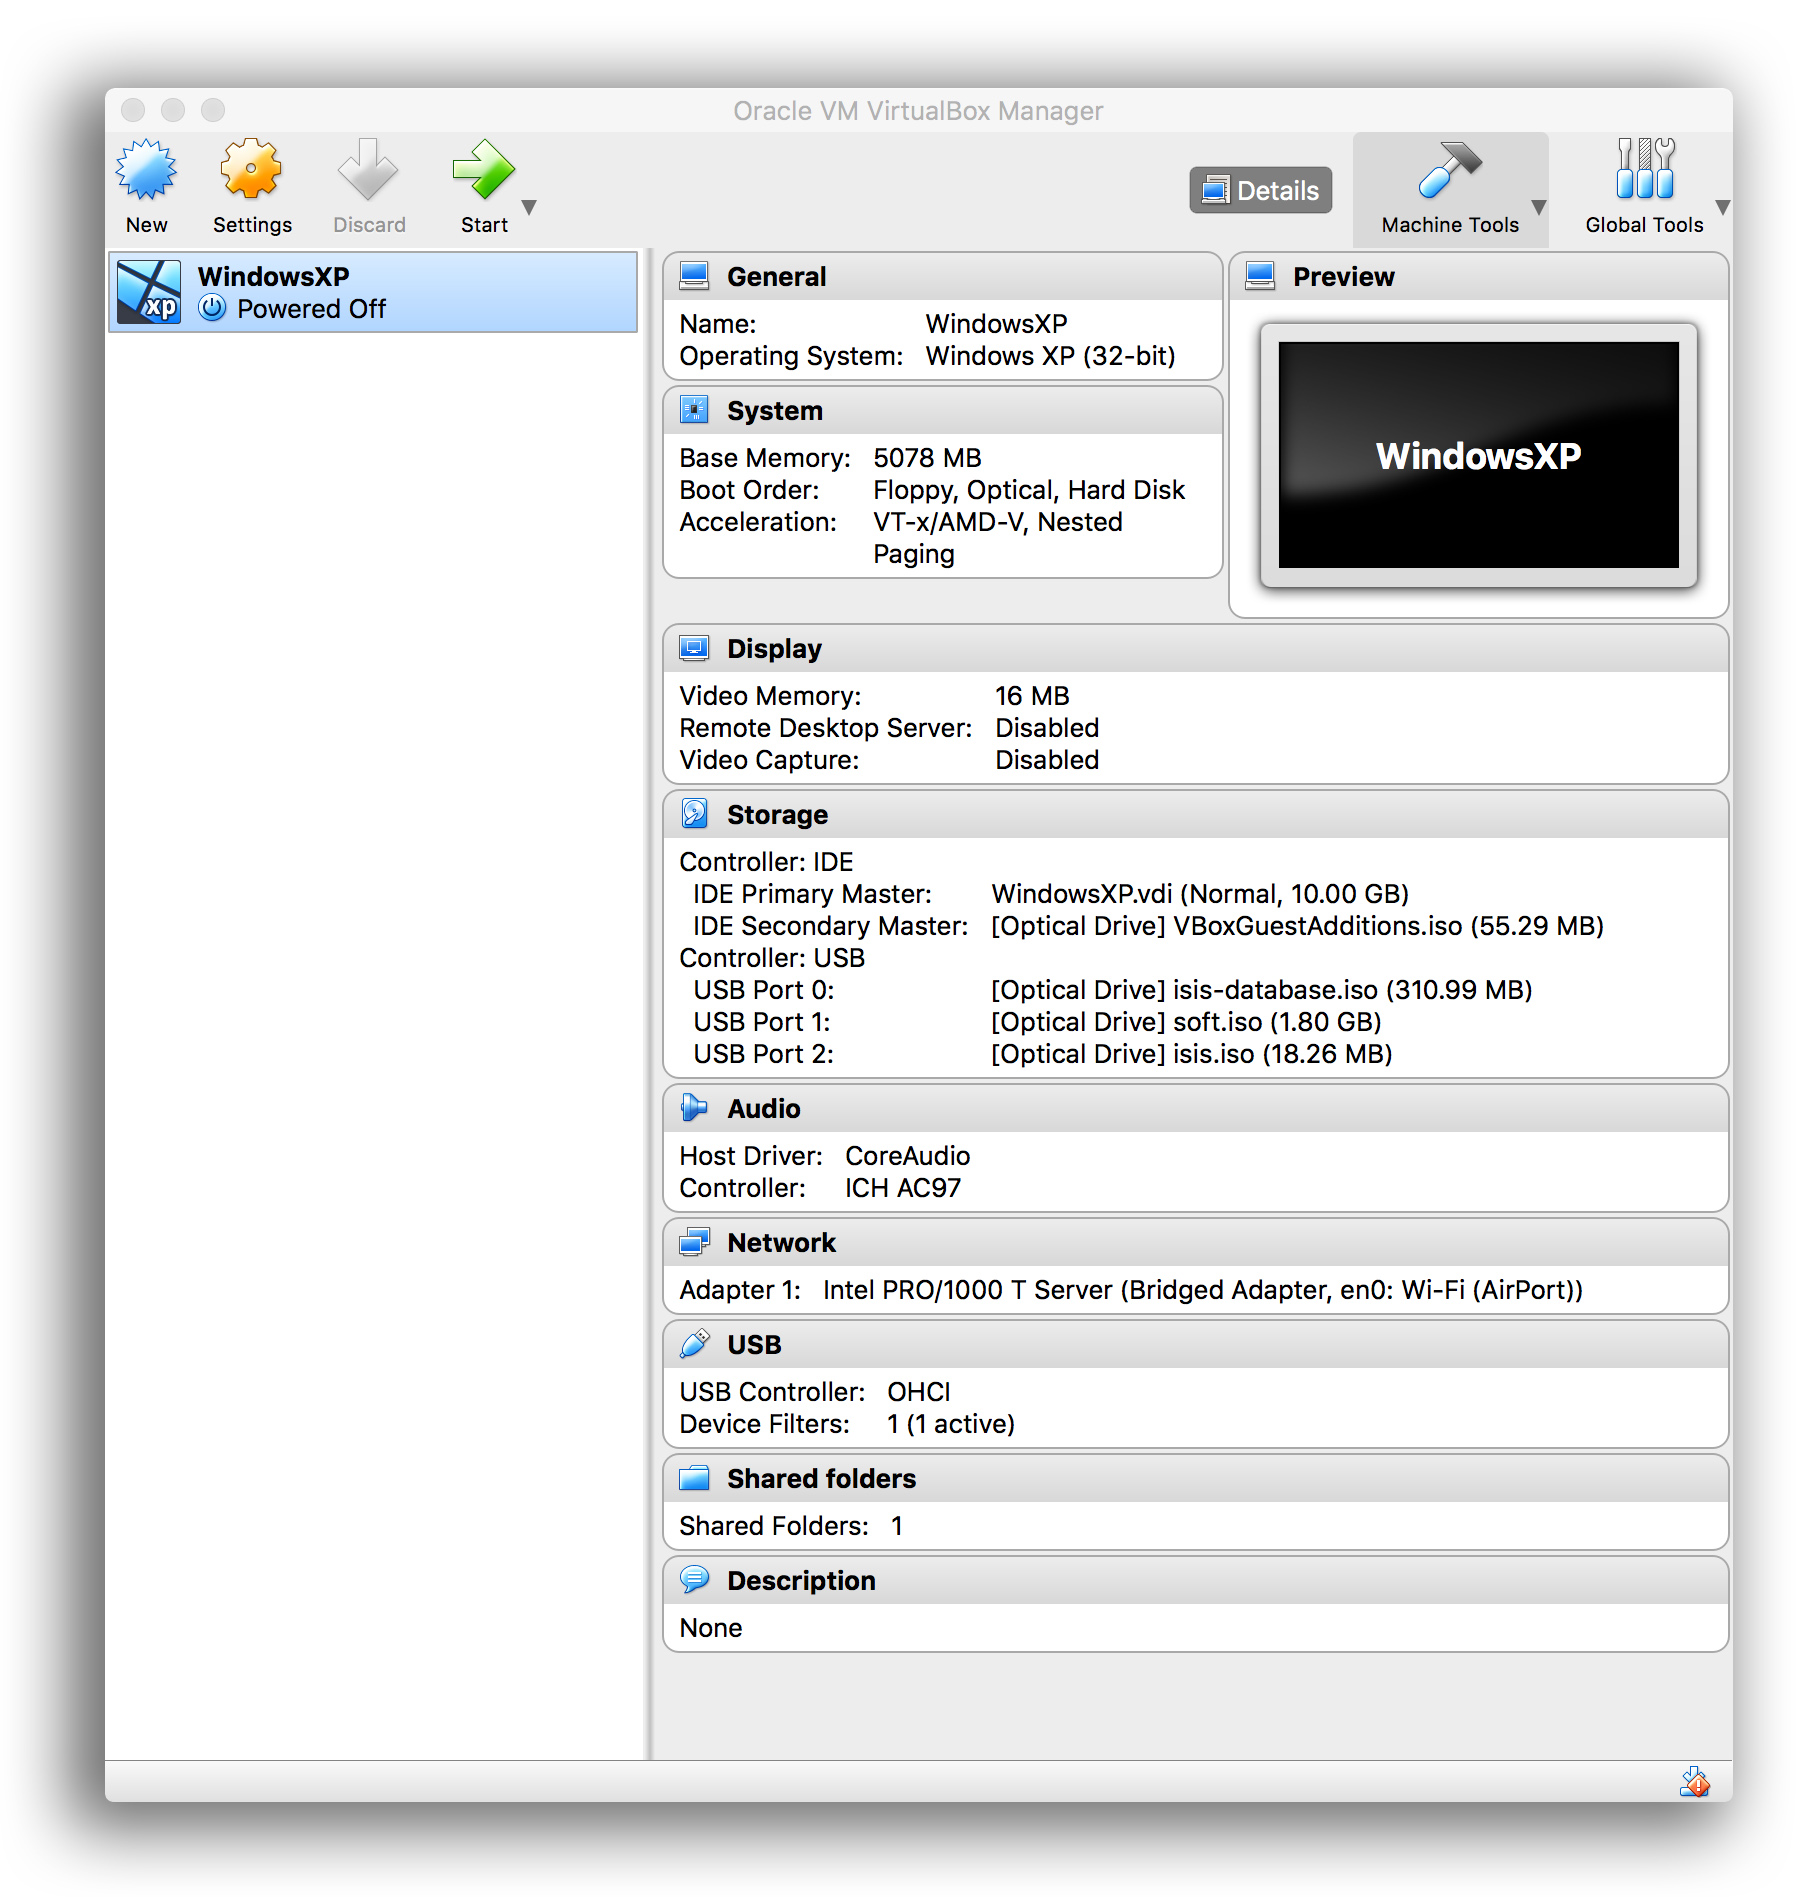 Oracle VM VirtualBox Manager
New
Settings
Discard
Start
Details
Machine Tools
Global Tools
WindowsXP
Powered Off
xp
General
Name: WindowsXP
Operating System: Windows XP (32-bit)
System
Base Memory: 5078 MB
Boot Order: Floppy, Optical, Hard Disk
Acceleration: VT-x/AMD-V, Nested
Paging
Preview
WindowsXP
Display
Video Memory: 16 MB
Remote Desktop Server: Disabled
Video Capture: Disabled
Storage
Controller: IDE
IDE Primary Master: WindowsXP.vdi (Normal, 10.00 GB)
IDE Secondary Master: [Optical Drive] VBoxGuestAdditions.iso (55.29 MB)
Controller: USB
USB Port 0: [Optical Drive] isis-database.iso (310.99 MB)
USB Port 1: [Optical Drive] soft.iso (1.80 GB)
USB Port 2: [Optical Drive] isis.iso (18.26 MB)
Audio
Host Driver: CoreAudio
Controller: ICH AC97
Network
Adapter 1: Intel PRO/1000 T Server (Bridged Adapter, en0: Wi-Fi (AirPort))
USB
USB Controller: OHCI
Device Filters: 1 (1 active)
Shared folders
Shared Folders: 1
Description
None